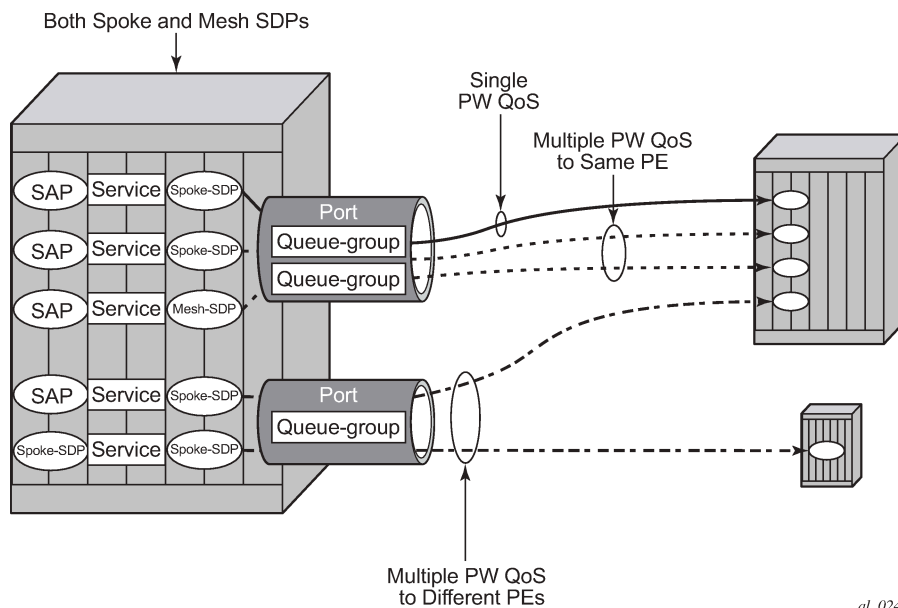 Both Spoke and Mesh SDPs
Single
PW QoS
Multiple PW QoS
to Same PE
SAP
Service
Spoke-SDP
Port
Queue-group
SAP
Service
Spoke-SDP
Queue-group
SAP
Service
Mesh-SDP
SAP
Service
Spoke-SDP
Port
Queue-group
Spoke-SDP
Service
Spoke-SDP
Multiple PW QoS
to Different PEs